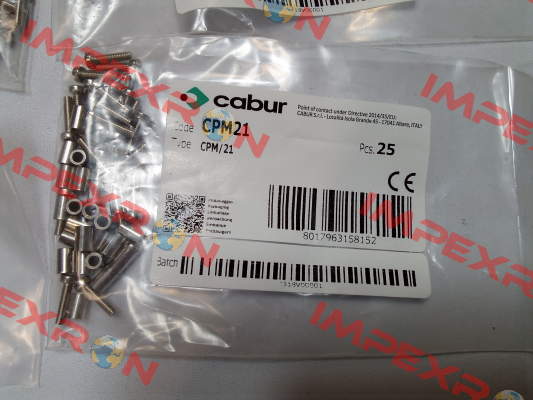 cabur
Point of contact under Directive 2014/35/EU:
CABUR S.r.l. - Località Isola Grande 45 - 17041 Altare, ITALY
Code CPM21
Type CPM/21
Pcs. 25
CE
8017963158152
Batch
IMPEXRON
IMPEXRON
IMPEXRON
IMPEXRON